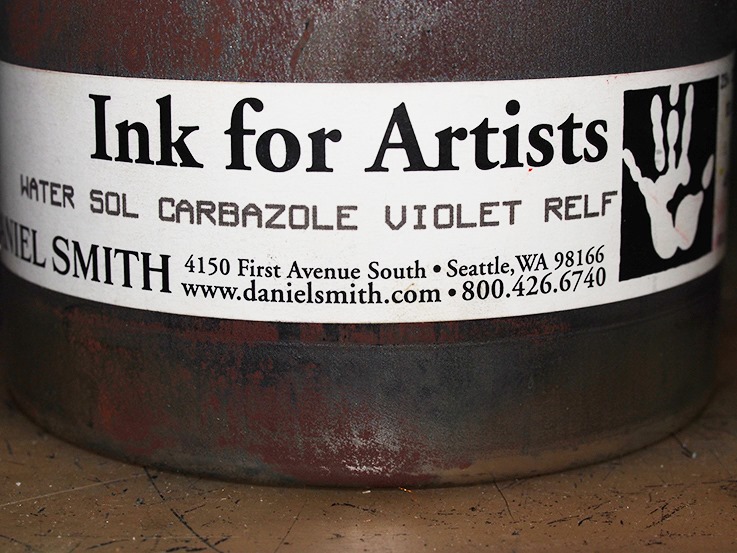 Ink for Artists
WATER SOL CARBAZOLE VIOLET RELF
ANIEL SMITH
4150 First Avenue South • Seattle, WA 98166
www.danielsmith.com • 800.426.6740